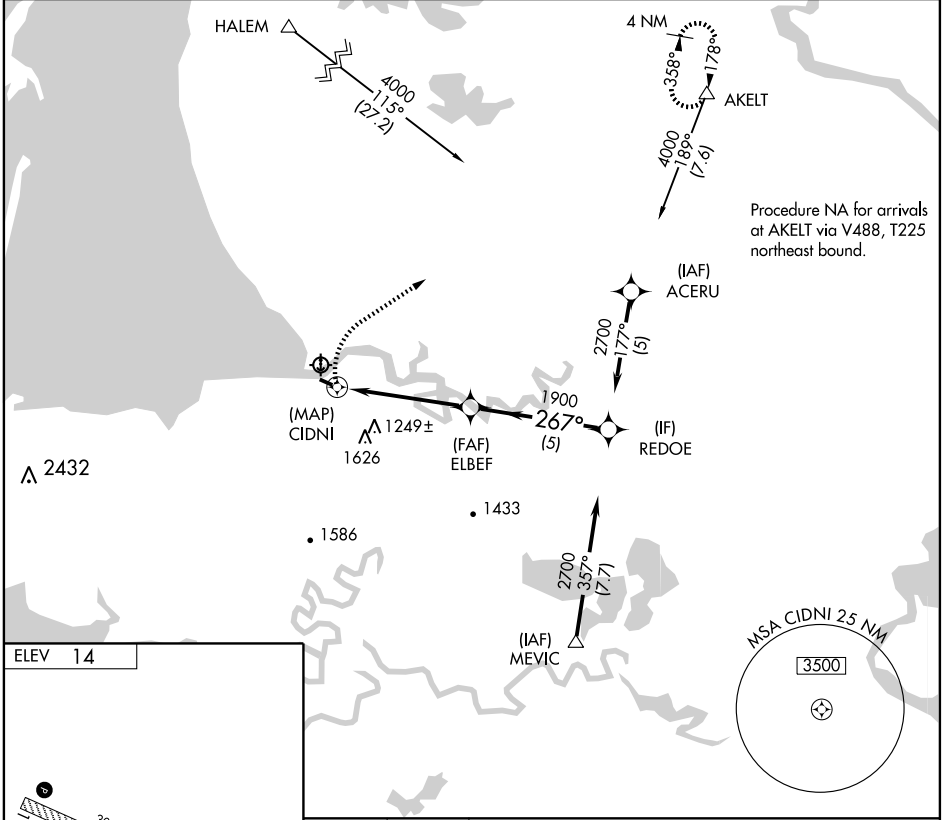 HALEM
4000
115°
(27.2)
4 NM
358°
178°
AKELT
4000
189°
(7.6)
Procedure NA for arrivals
at AKELT via V488, T225
northeast bound.
(IAF)
ACERU
2700
177°
(5)
1900
267°
(5)
(IF)
REDOE
(MAP)
CIDNI
1249±
1626
(FAF)
ELBEF
2432
1433
1586
2700
357°
(7.7)
(IAF)
MEVIC
MSA CIDNI 25 NM
3500
ELEV 14
P